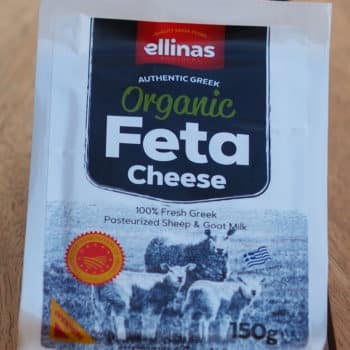 ellinas
AUTHENTIC GREEK
Organic
Feta
Cheese
100% Fresh Greek
Pasteurized Sheep & Goat Milk
150g